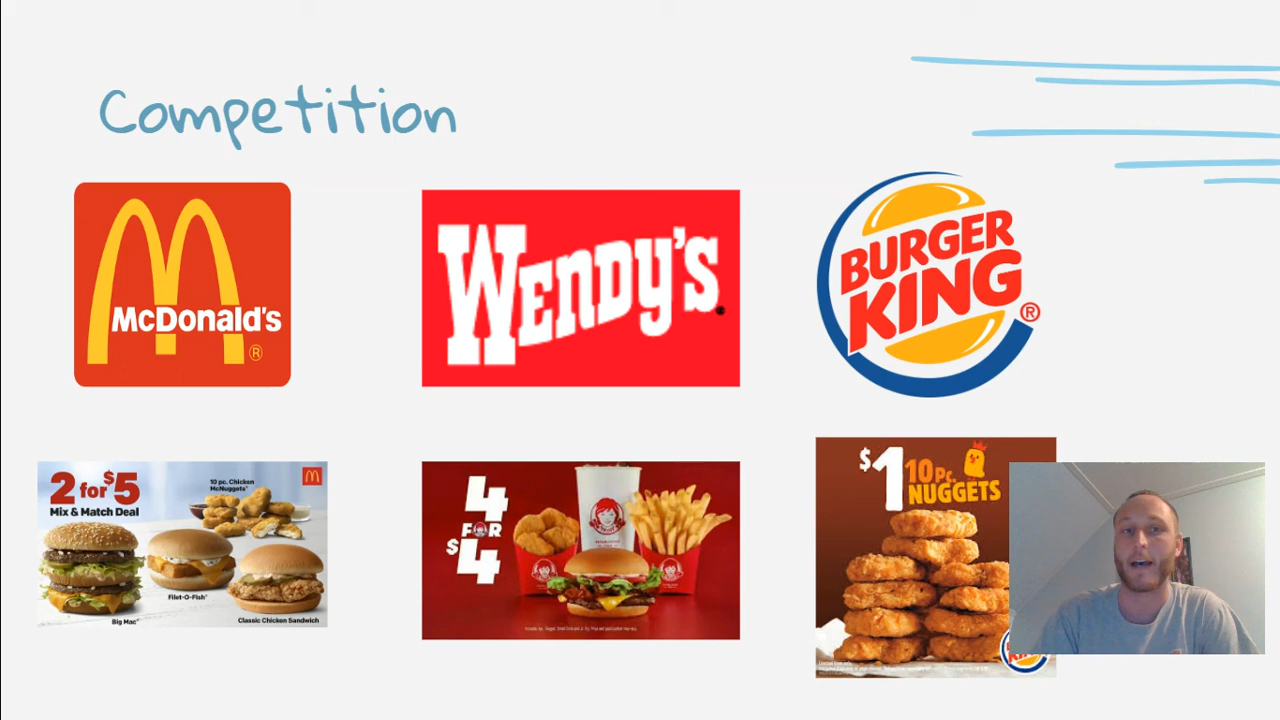 Competition
McDonald's
®
WENDY'S
BURGER
KING
®
2 for $5
Mix & Match Deal
10 pc. Chicken
McNuggets®
Filet-O-Fish®
Big Mac®
Classic Chicken Sandwich
4
FOR
$4
$1 10 Pc.
NUGGETS